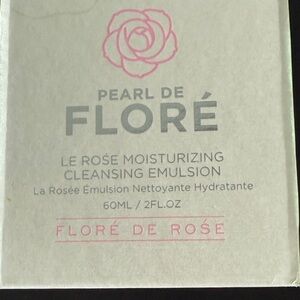 PEARL DE
FLORÉ
LE ROSE MOISTURIZING
CLEANSING EMULSION
La Rosée Émulsion Nettoyante Hydratante
60ML / 2FL.OZ
FLORÉ DE ROSE